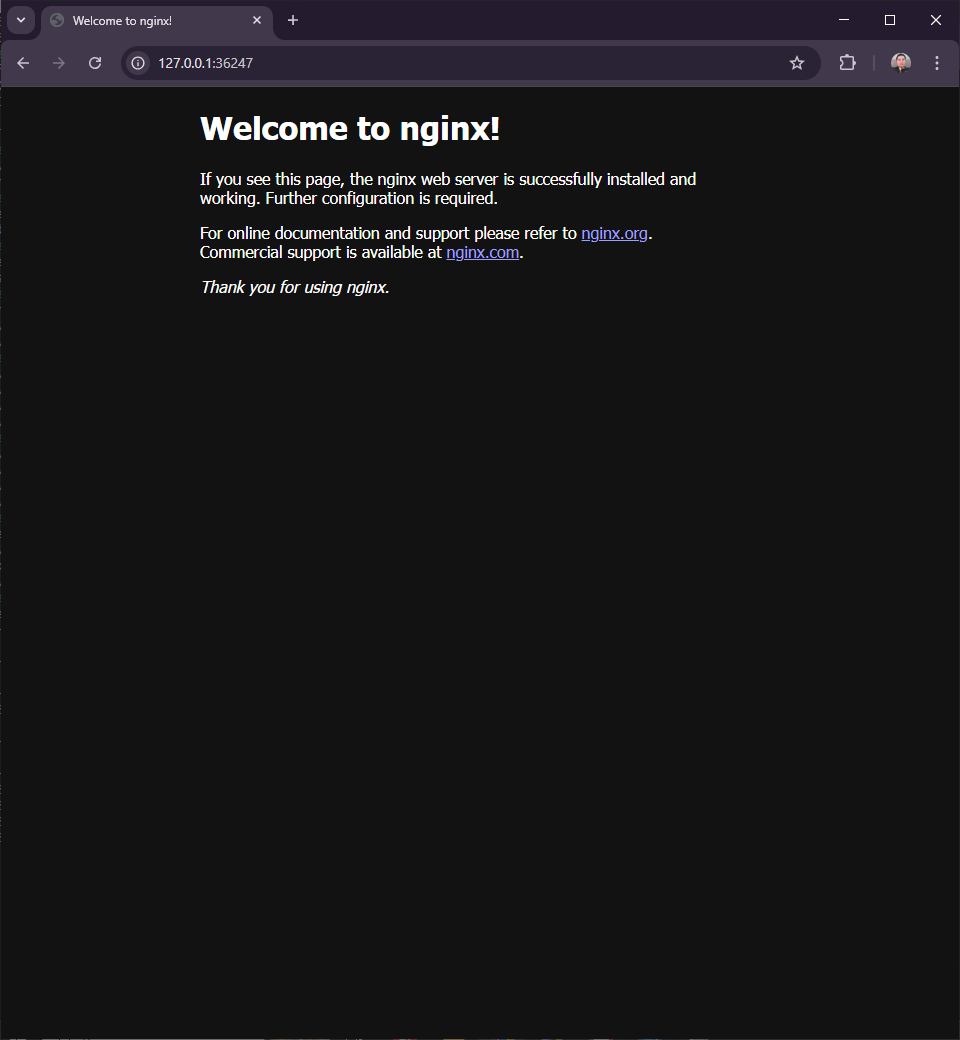 Welcome to nginx!
127.0.0.1:36247
Welcome to nginx!
If you see this page, the nginx web server is successfully installed and
working. Further configuration is required.
For online documentation and support please refer to nginx.org.
Commercial support is available at nginx.com.
Thank you for using nginx.